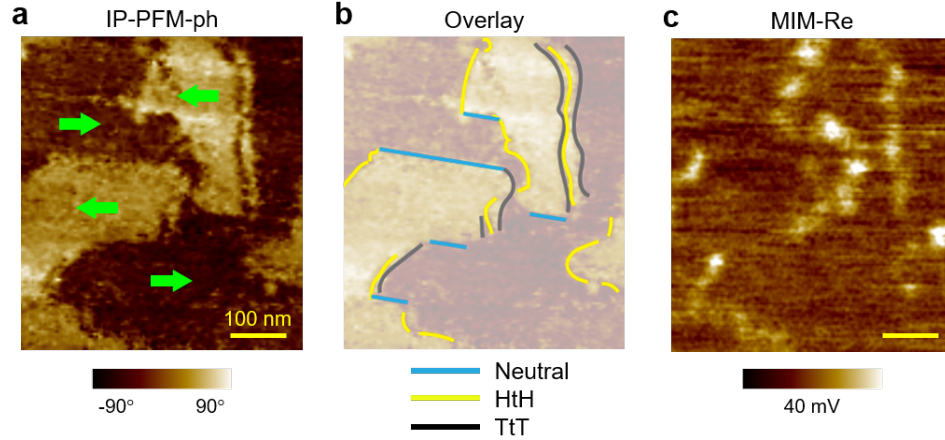 a
IP-PFM-ph
b
Overlay
c
MIM-Re
100 nm
-90° 90°
Neutral
HtH
TtT
40 mV